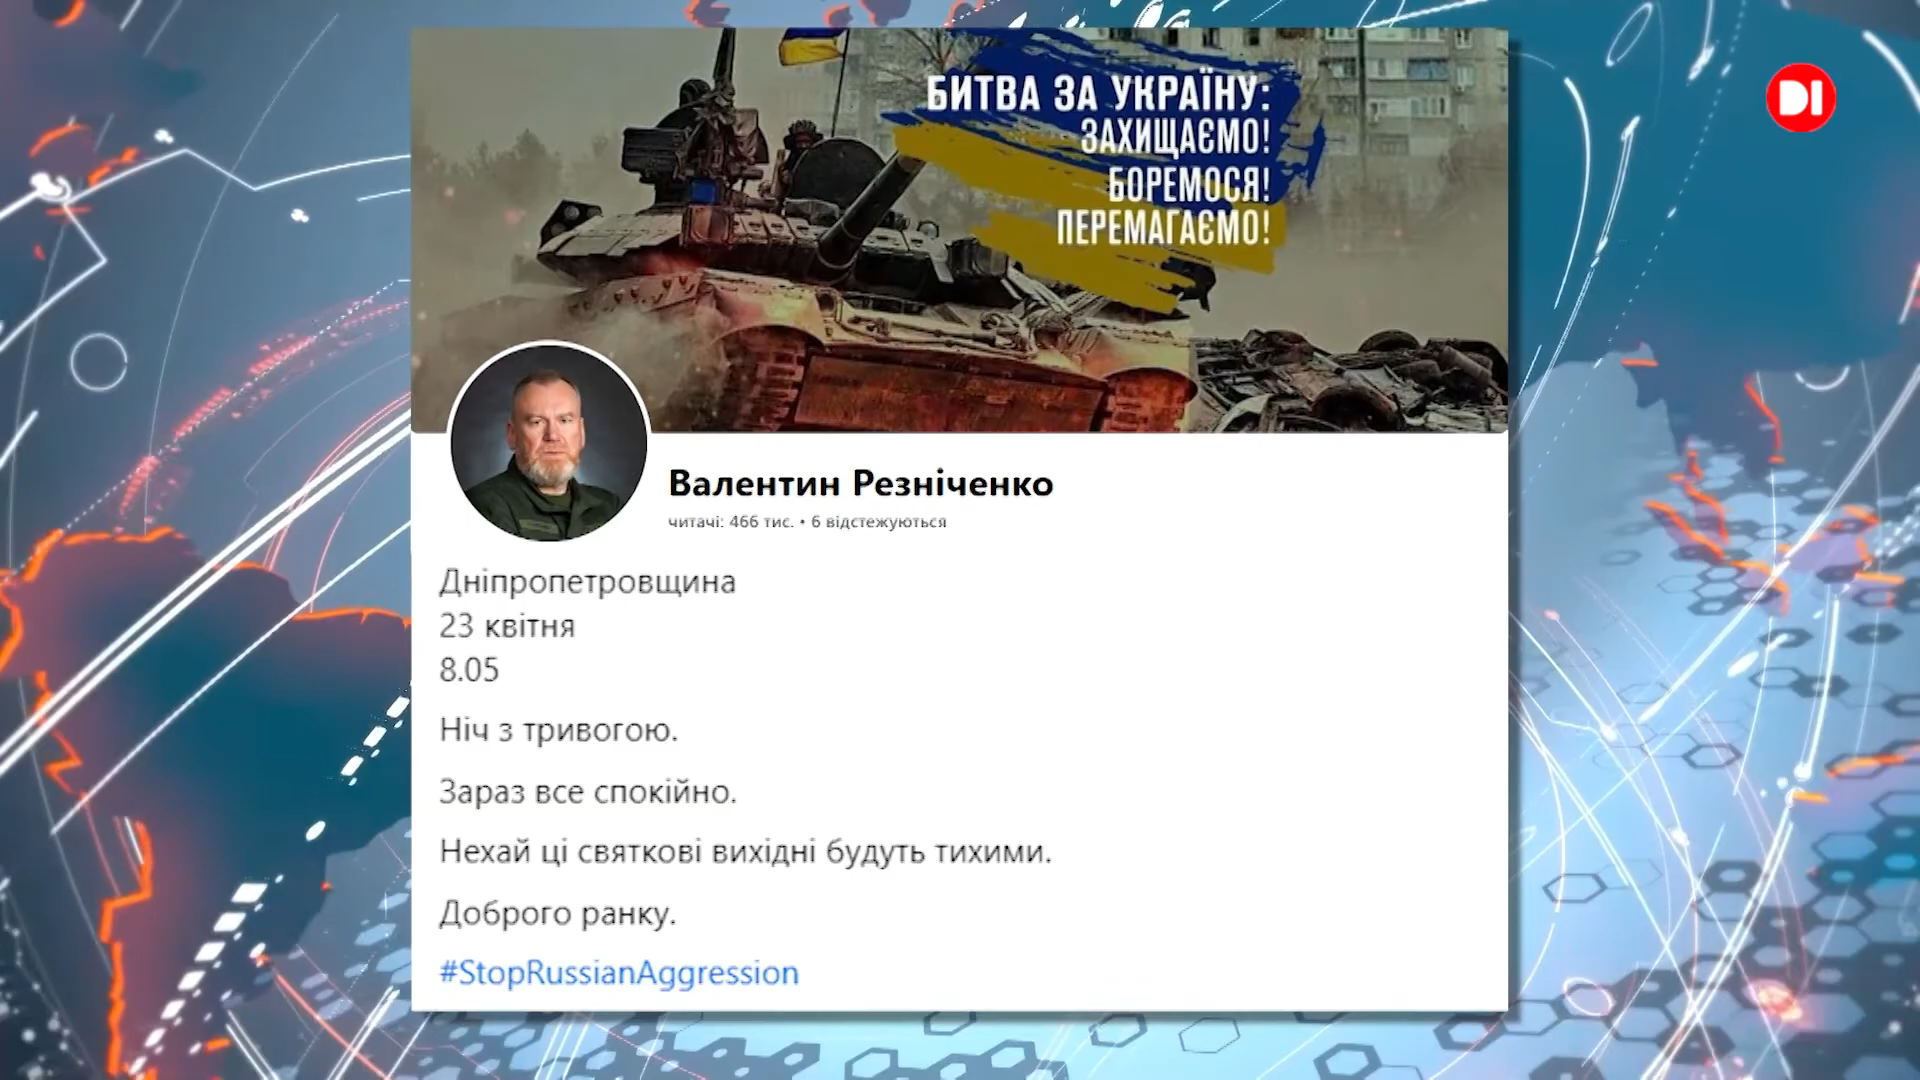 БИТВА ЗА УКРАЇНУ:
ЗАХИЩАЄМО!
БОРЕМОСЯ!
ПЕРЕМАГАЄМО!
DI
Валентин Резніченко
читачі: 466 тис. • 6 відстежуються
Дніпропетровщина
23 квітня
8.05
Ніч з тривогою.
Зараз все спокійно.
Нехай ці святкові вихідні будуть тихими.
Доброго ранку.
#StopRussianAggression